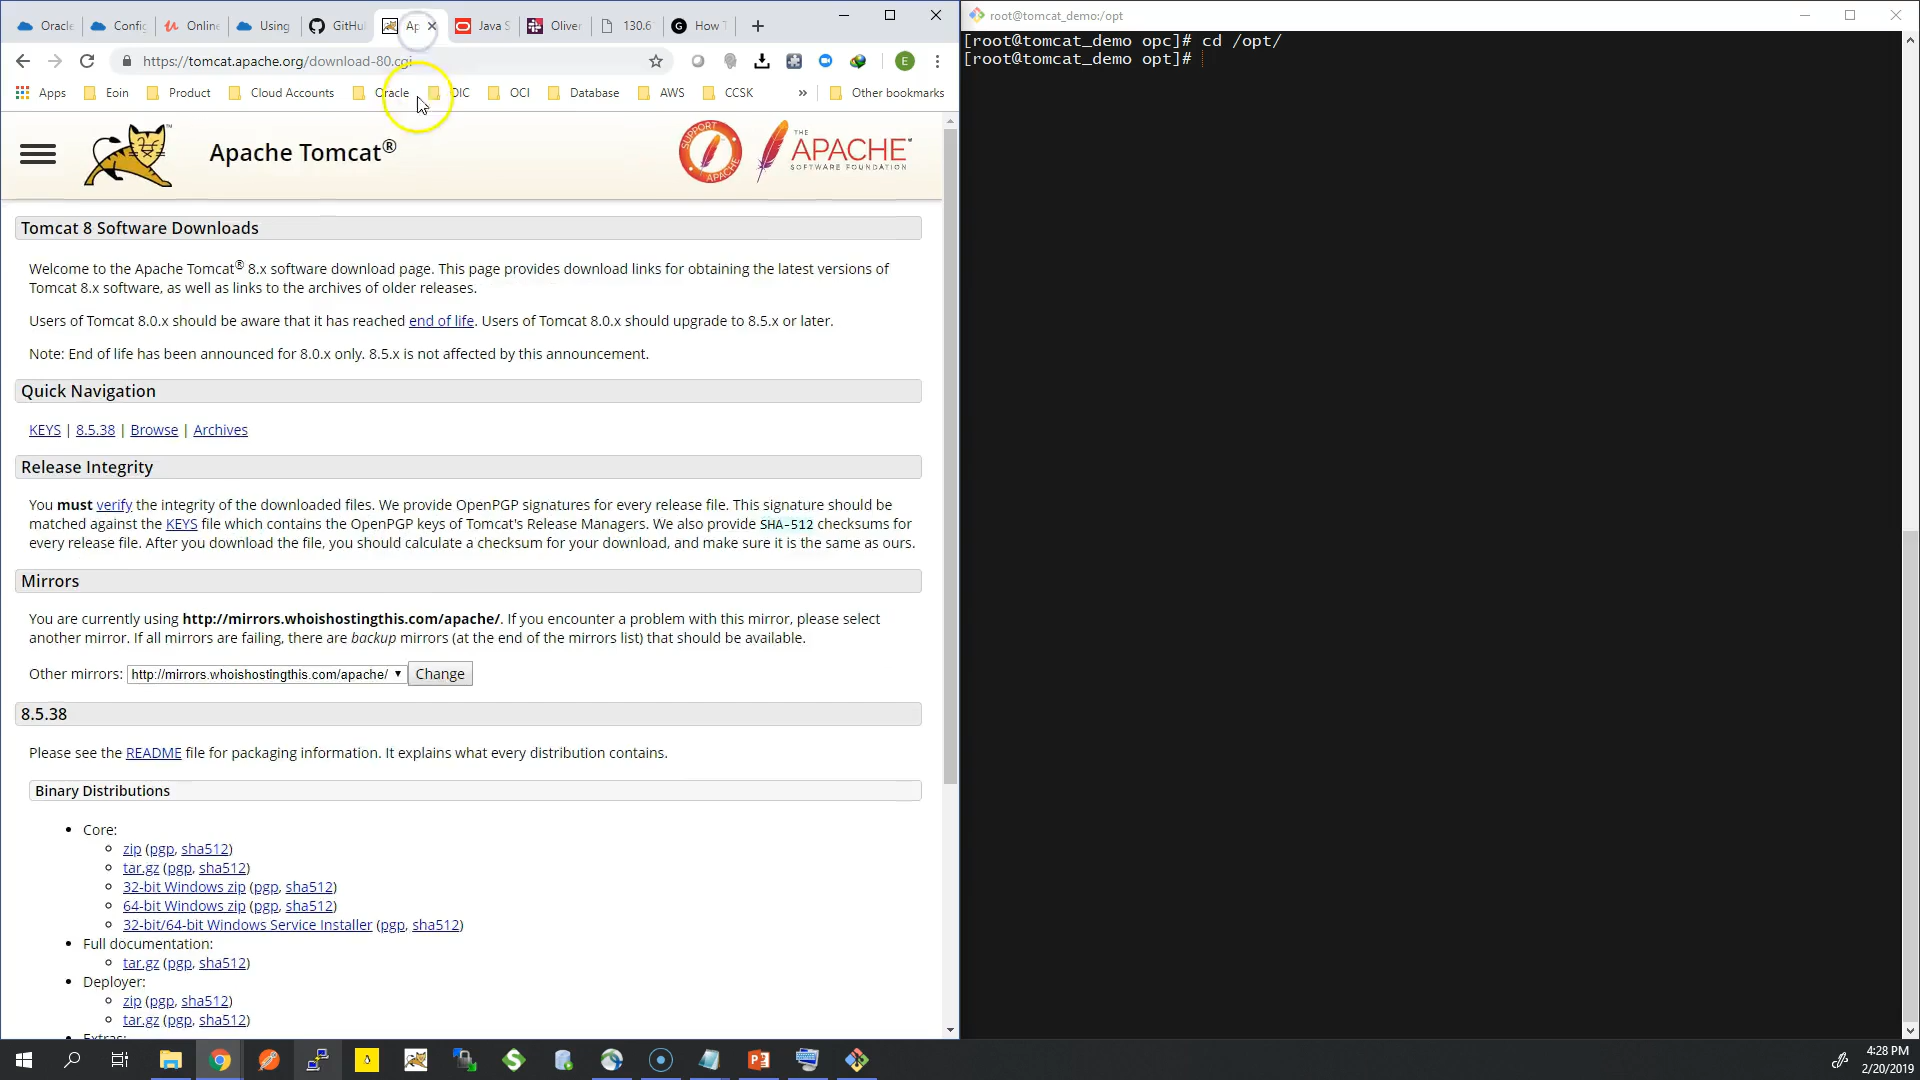 Oracle
Config
Online
Using
GitHu
Ap
Java S
Oliver
130.6
How T
https://tomcat.apache.org/download-80.cgi
E
Apps
Eoin
Product
Cloud Accounts
Oracle
OIC
OCI
Database
AWS
CCSK
»
Other bookmarks
Apache Tomcat®
SUPPORT APACHE
THE
APACHE™
SOFTWARE FOUNDATION
Tomcat 8 Software Downloads
Welcome to the Apache Tomcat® 8.x software download page. This page provides download links for obtaining the latest versions of
Tomcat 8.x software, as well as links to the archives of older releases.
Users of Tomcat 8.0.x should be aware that it has reached end of life. Users of Tomcat 8.0.x should upgrade to 8.5.x or later.
Note: End of life has been announced for 8.0.x only. 8.5.x is not affected by this announcement.
Quick Navigation
KEYS | 8.5.38 | Browse | Archives
Release Integrity
You must verify the integrity of the downloaded files. We provide OpenPGP signatures for every release file. This signature should be
matched against the KEYS file which contains the OpenPGP keys of Tomcat's Release Managers. We also provide SHA-512 checksums for
every release file. After you download the file, you should calculate a checksum for your download, and make sure it is the same as ours.
Mirrors
You are currently using http://mirrors.whoishostingthis.com/apache/. If you encounter a problem with this mirror, please select
another mirror. If all mirrors are failing, there are backup mirrors (at the end of the mirrors list) that should be available.
Other mirrors: http://mirrors.whoishostingthis.com/apache/ Change
8.5.38
Please see the README file for packaging information. It explains what every distribution contains.
Binary Distributions
Core:
zip (pgp, sha512)
tar.gz (pgp, sha512)
32-bit Windows zip (pgp, sha512)
64-bit Windows zip (pgp, sha512)
32-bit/64-bit Windows Service Installer (pgp, sha512)
Full documentation:
tar.gz (pgp, sha512)
Deployer:
zip (pgp, sha512)
tar.gz (pgp, sha512)
Extras:
root@tomcat_demo:/opt
[root@tomcat_demo opc]# cd /opt/
[root@tomcat_demo opt]#
4:28 PM
2/20/2019